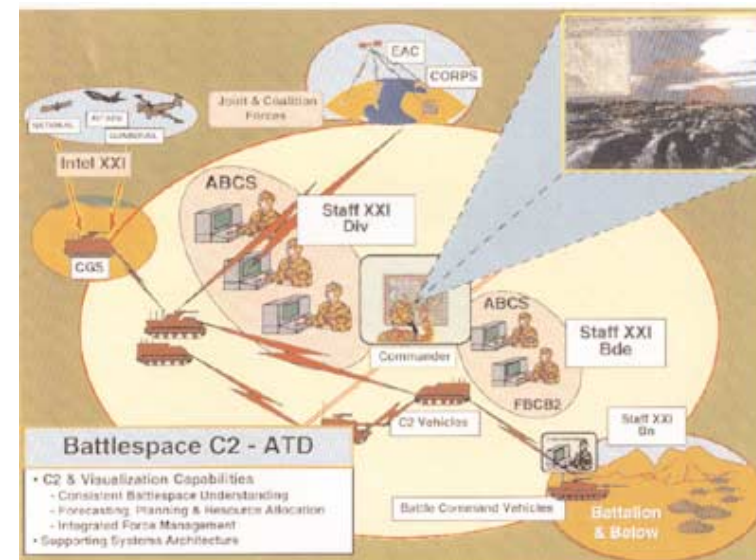 EAC
CORPS
Joint & Coalition
Forces
NATIONAL
Intel XXI
CGS
ABCS
Staff XXI
Div
Commander
ABCS
Staff XXI
Bde
FBCB2
C2 Vehicles
Staff XXI
Bn
Battle Command Vehicles
Battalion
& Below
Battlespace C2 - ATD
• C2 & Visualization Capabilities
- Consistent Battlespace Understanding
- Forecasting, Planning & Resource Allocation
- Integrated Force Management
• Supporting Systems Architecture